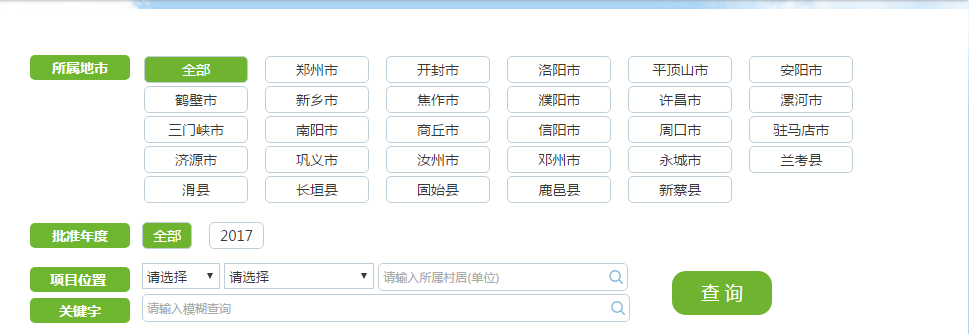 所属地市 全部 郑州市 开封市 洛阳市 平顶山市 安阳市
鹤壁市 新乡市 焦作市 濮阳市 许昌市 漯河市
三门峡市 南阳市 商丘市 信阳市 周口市 驻马店市
济源市 巩义市 汝州市 邓州市 永城市 兰考县
滑县 长垣县 固始县 鹿邑县 新蔡县
批准年度 全部 2017
项目位置 请选择 请选择 请输入所属村居(单位)
查询
关键字 请输入模糊查询